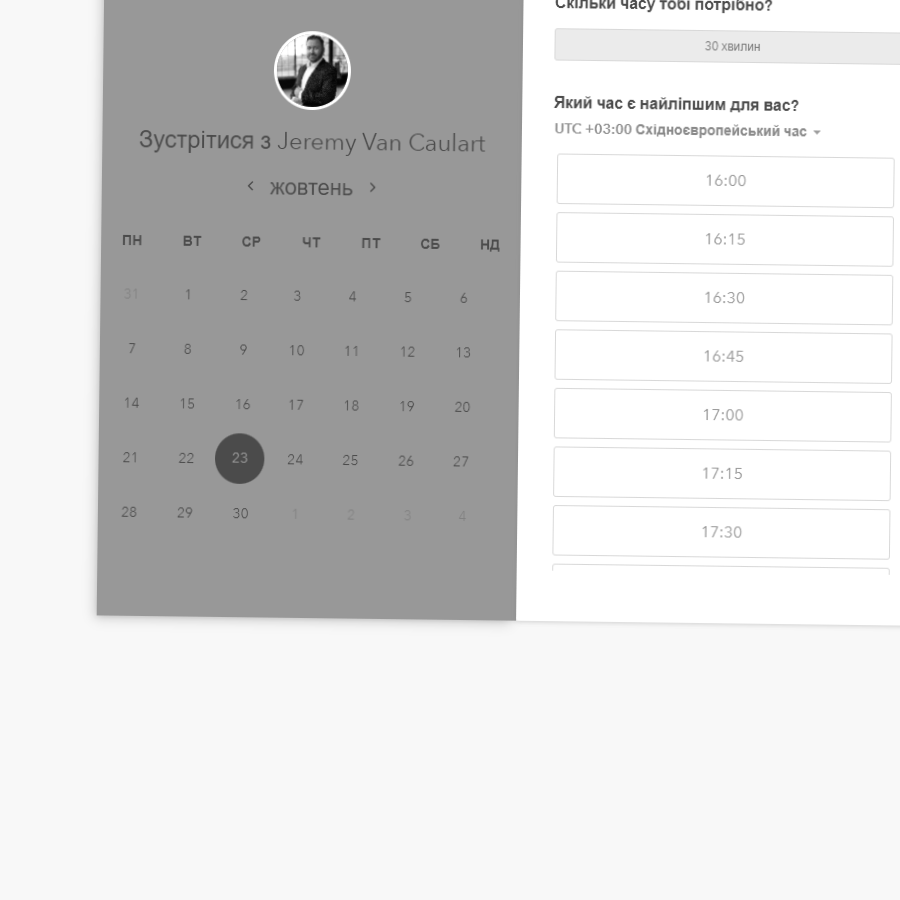 Зустрітися з Jeremy Van Caulart
жовтень
ПН ВТ СР ЧТ ПТ СБ НД
31 1 2 3 4 5 6
7 8 9 10 11 12 13
14 15 16 17 18 19 20
21 22 23 24 25 26 27
28 29 30 1 2 3 4
Скільки часу тобі потрібно?
30 хвилин
Який час є найліпшим для вас?
UTC +03:00 Східноєвропейський час
16:00
16:15
16:30
16:45
17:00
17:15
17:30